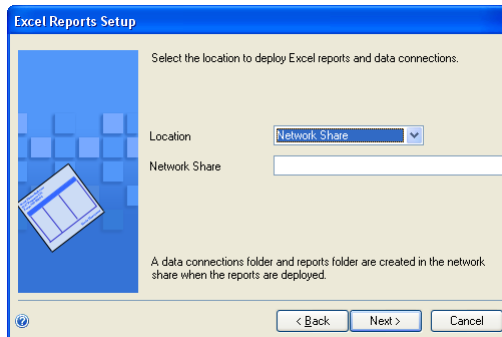 Excel Reports Setup
Select the location to deploy Excel reports and data connections.
Location
Network Share
Network Share
A data connections folder and reports folder are created in the network
share when the reports are deployed.
< Back
Next >
Cancel